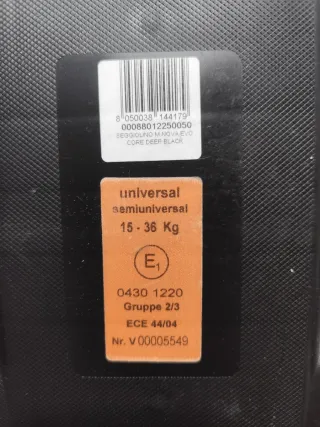 8 050038 144179
00088012250050
SEGGIOLINO M.NOVA EVO
CORE DEEP BLACK
universal
semiuniversal
15 - 36 Kg
E1
0430 1220
Gruppe 2/3
ECE 44/04
Nr. V 00005549